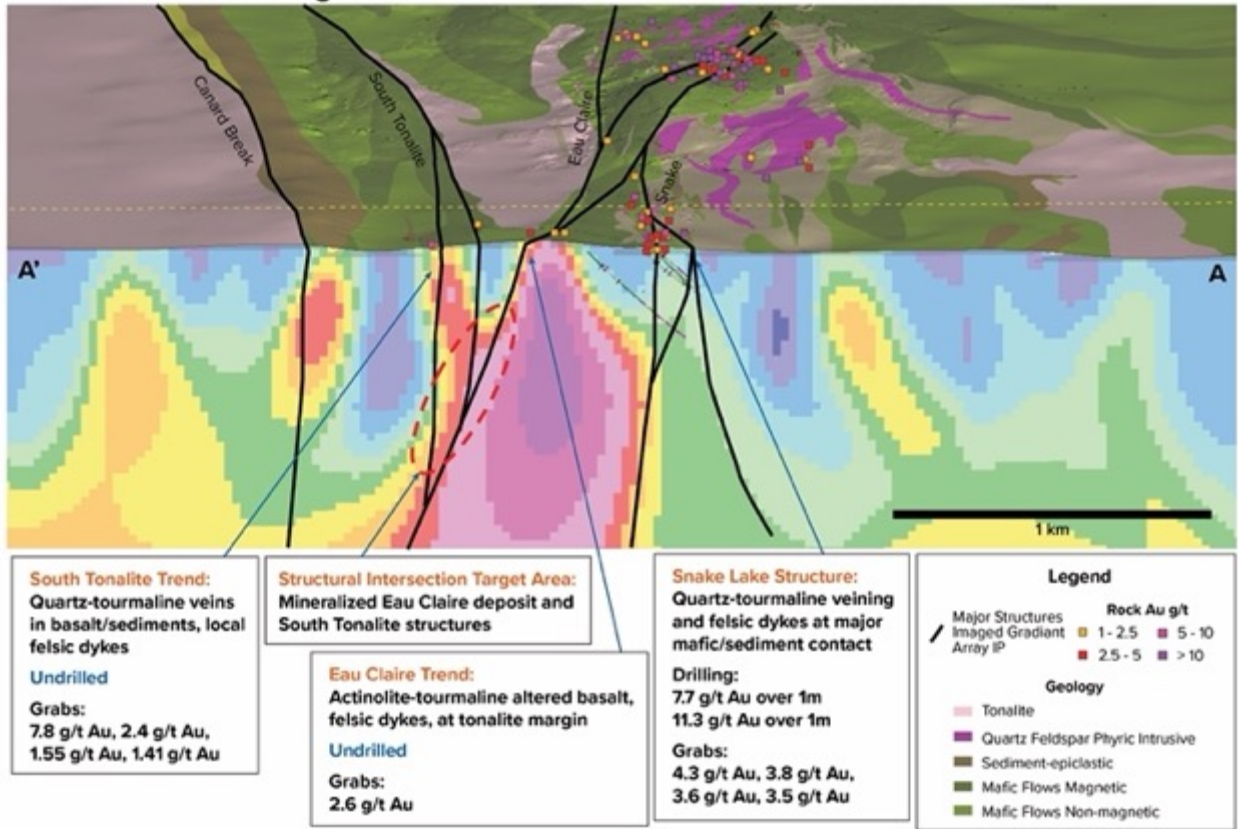 Canard Break
South Tonalite
Eau Claire
Snake
A'
A
1 km
South Tonalite Trend:
Quartz-tourmaline veins
in basalt/sediments, local
felsic dykes
Undrilled
Grabs:
7.8 g/t Au, 2.4 g/t Au,
1.55 g/t Au, 1.41 g/t Au
Structural Intersection Target Area:
Mineralized Eau Claire deposit and
South Tonalite structures
Eau Claire Trend:
Actinolite-tourmaline altered basalt,
felsic dykes, at tonalite margin
Undrilled
Grabs:
2.6 g/t Au
Snake Lake Structure:
Quartz-tourmaline veining
and felsic dykes at major
mafic/sediment contact
Drilling:
7.7 g/t Au over 1m
11.3 g/t Au over 1m
Grabs:
4.3 g/t Au, 3.8 g/t Au,
3.6 g/t Au, 3.5 g/t Au
Legend
Major Structures
Imaged Gradiant
Array IP
Rock Au g/t
1 - 2.5
5 - 10
2.5 - 5
> 10
Geology
Tonalite
Quartz Feldspar Phyric Intrusive
Sediment-epiclastic
Mafic Flows Magnetic
Mafic Flows Non-magnetic